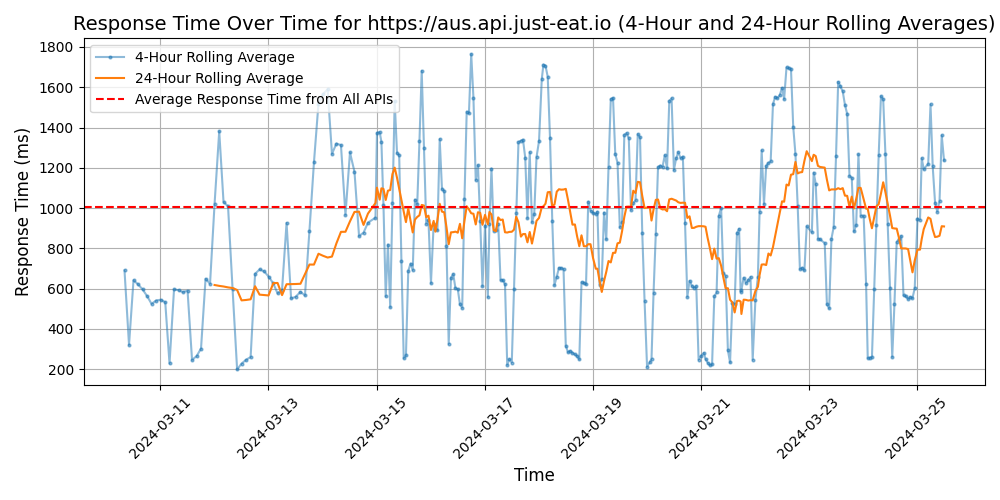 Response Time Over Time for https://aus.api.just-eat.io (4-Hour and 24-Hour Rolling Averages)
4-Hour Rolling Average
24-Hour Rolling Average
Average Response Time from All APIs
Response Time (ms)
1800
1600
1400
1200
1000
800
600
400
200
2024-03-11
2024-03-13
2024-03-15
2024-03-17
2024-03-19
2024-03-21
2024-03-23
2024-03-25
Time